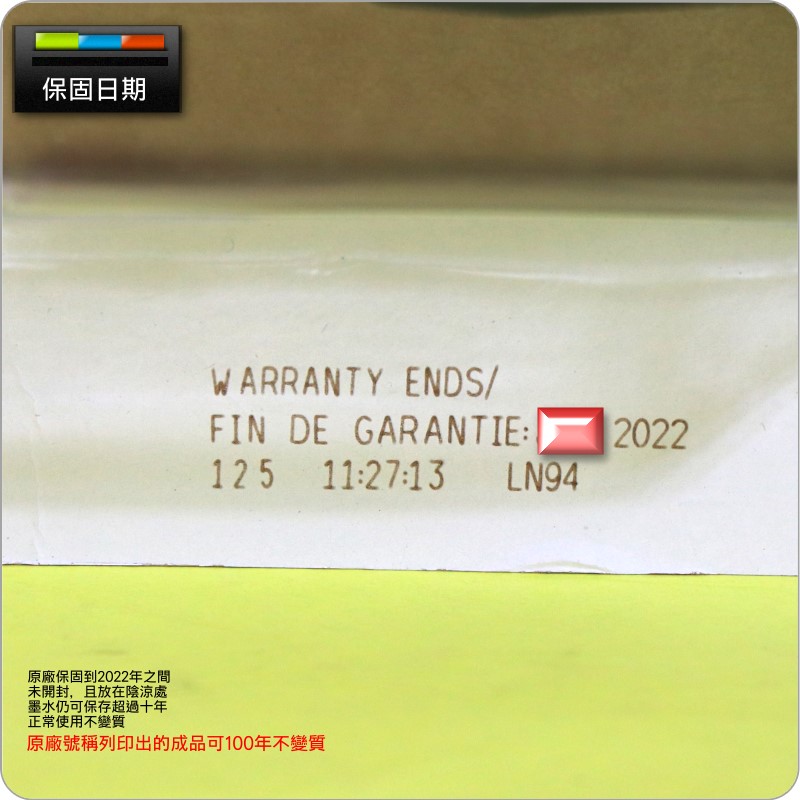 保固日期
WARRANTY ENDS/
FIN DE GARANTIE: 2022
125 11:27:13 LN94
原廠保固到2022年之間
未開封，且放在陰涼處
墨水仍可保存超過十年
正常使用不變質
原廠號稱列印出的成品可100年不變質